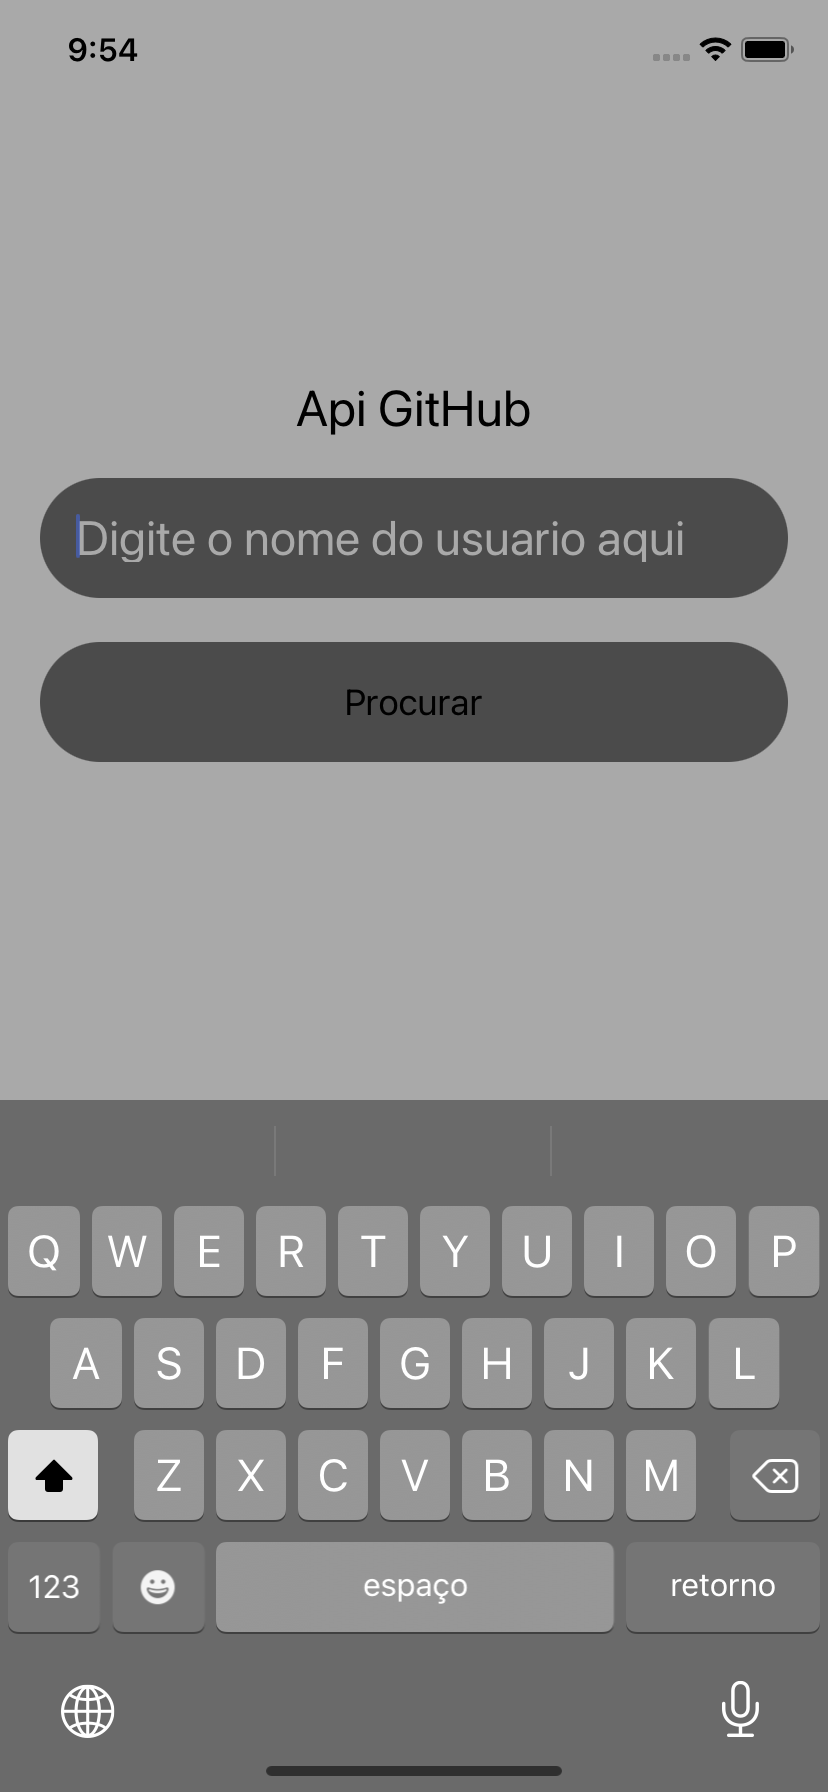 9:54
Api GitHub
Digite o nome do usuario aqui
Procurar
Q W E R T Y U I O P
A S D F G H J K L
Z X C V B N M
123 espaço retorno